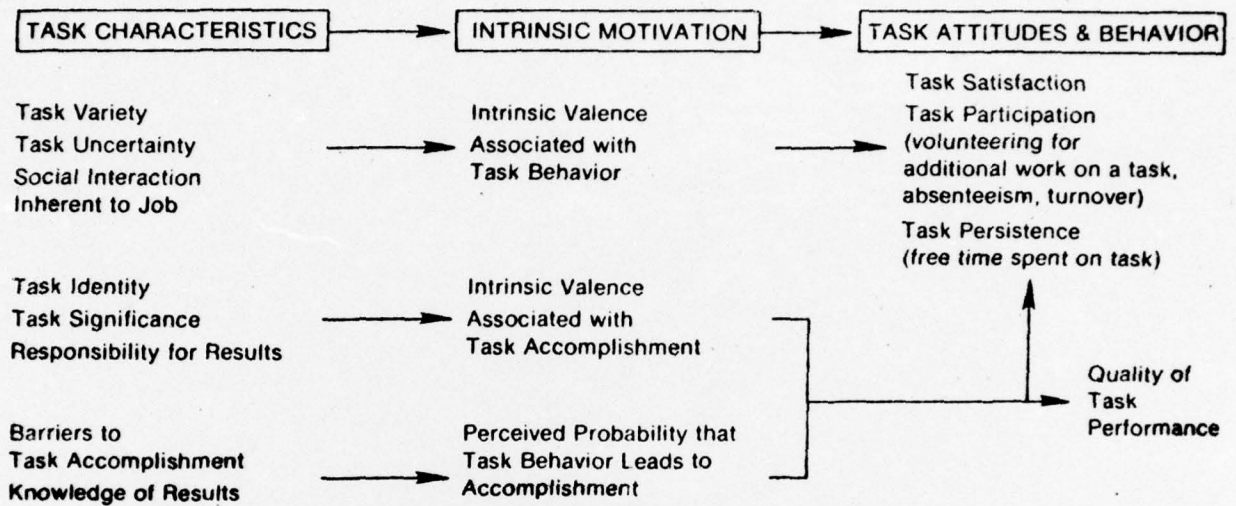 TASK CHARACTERISTICS
INTRINSIC MOTIVATION
TASK ATTITUDES & BEHAVIOR
Task Variety
Task Uncertainty
Social Interaction
Inherent to Job
Intrinsic Valence
Associated with
Task Behavior
Task Satisfaction
Task Participation
(volunteering for
additional work on a task,
absenteeism, turnover)
Task Persistence
(free time spent on task)
Task Identity
Task Significance
Responsibility for Results
Intrinsic Valence
Associated with
Task Accomplishment
Quality of
Task
Performance
Barriers to
Task Accomplishment
Knowledge of Results
Perceived Probability that
Task Behavior Leads to
Accomplishment